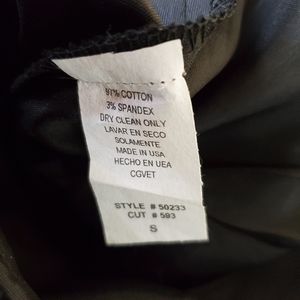 97% COTTON
3% SPANDEX
DRY CLEAN ONLY
LAVAR EN SECO
SOLAMENTE
MADE IN USA
HECHO EN UEA
CGVET
STYLE # 50233
CUT # 593
S